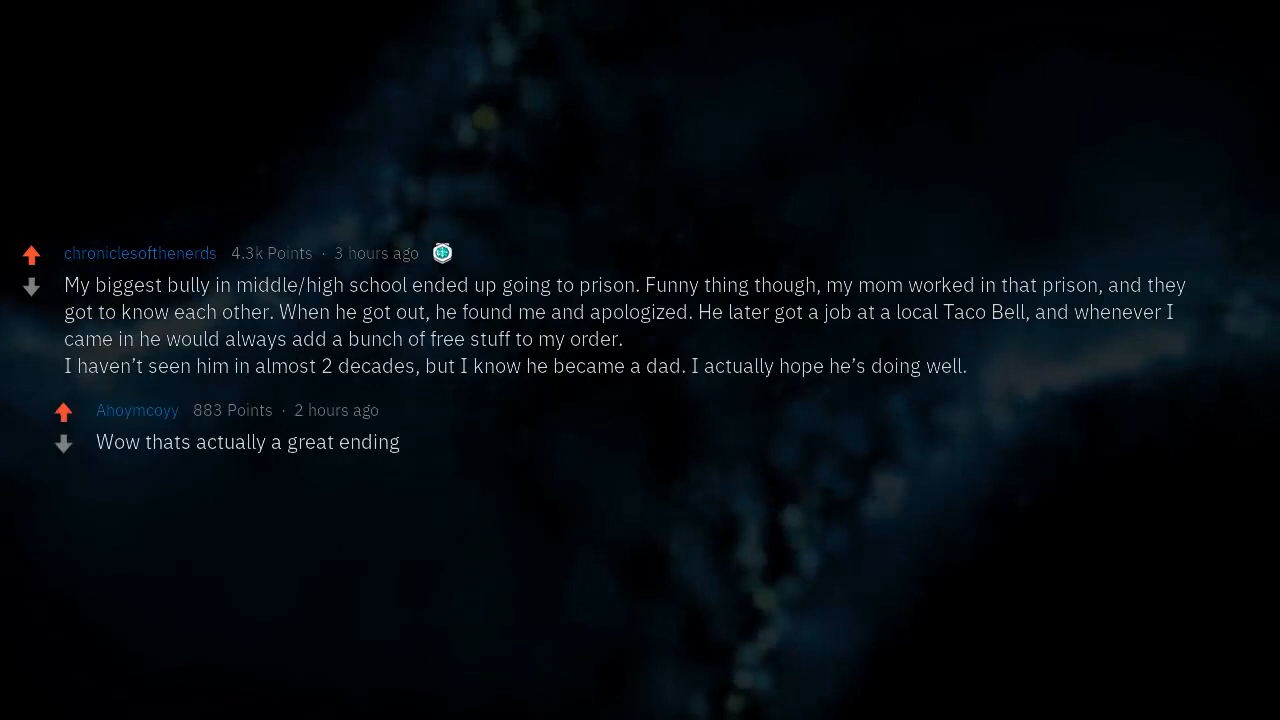 chroniclesofthenerds 4.3k Points · 3 hours ago
My biggest bully in middle/high school ended up going to prison. Funny thing though, my mom worked in that prison, and they
got to know each other. When he got out, he found me and apologized. He later got a job at a local Taco Bell, and whenever I
came in he would always add a bunch of free stuff to my order.
I haven’t seen him in almost 2 decades, but I know he became a dad. I actually hope he’s doing well.
Ahoymcoyy 883 Points · 2 hours ago
Wow thats actually a great ending